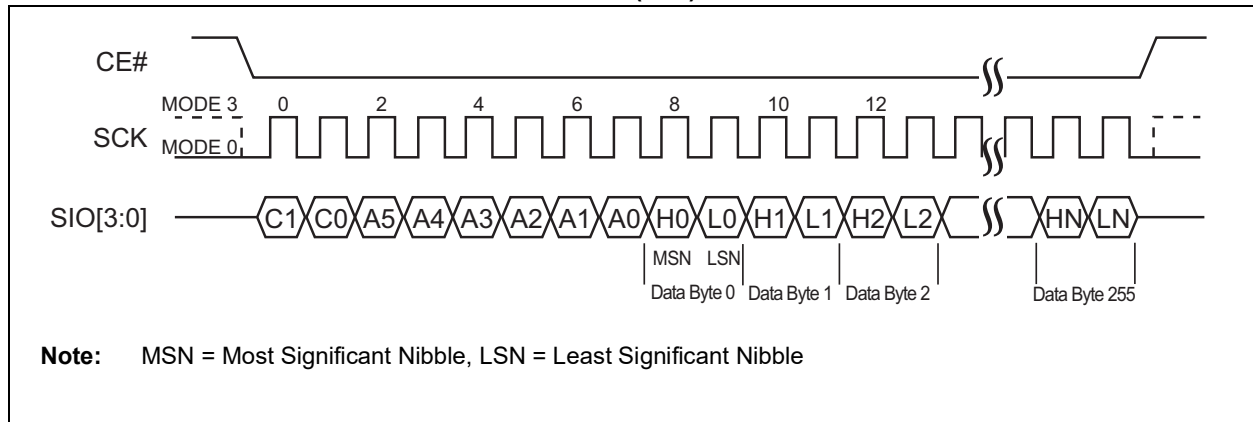 CE#
MODE 3 0 2 4 6 8 10 12
SCK MODE 0
SIO[3:0] C1 C0 A5 A4 A3 A2 A1 A0 H0 L0 H1 L1 H2 L2 HN LN
MSN LSN
Data Byte 0 Data Byte 1 Data Byte 2 Data Byte 255
Note: MSN = Most Significant Nibble, LSN = Least Significant Nibble